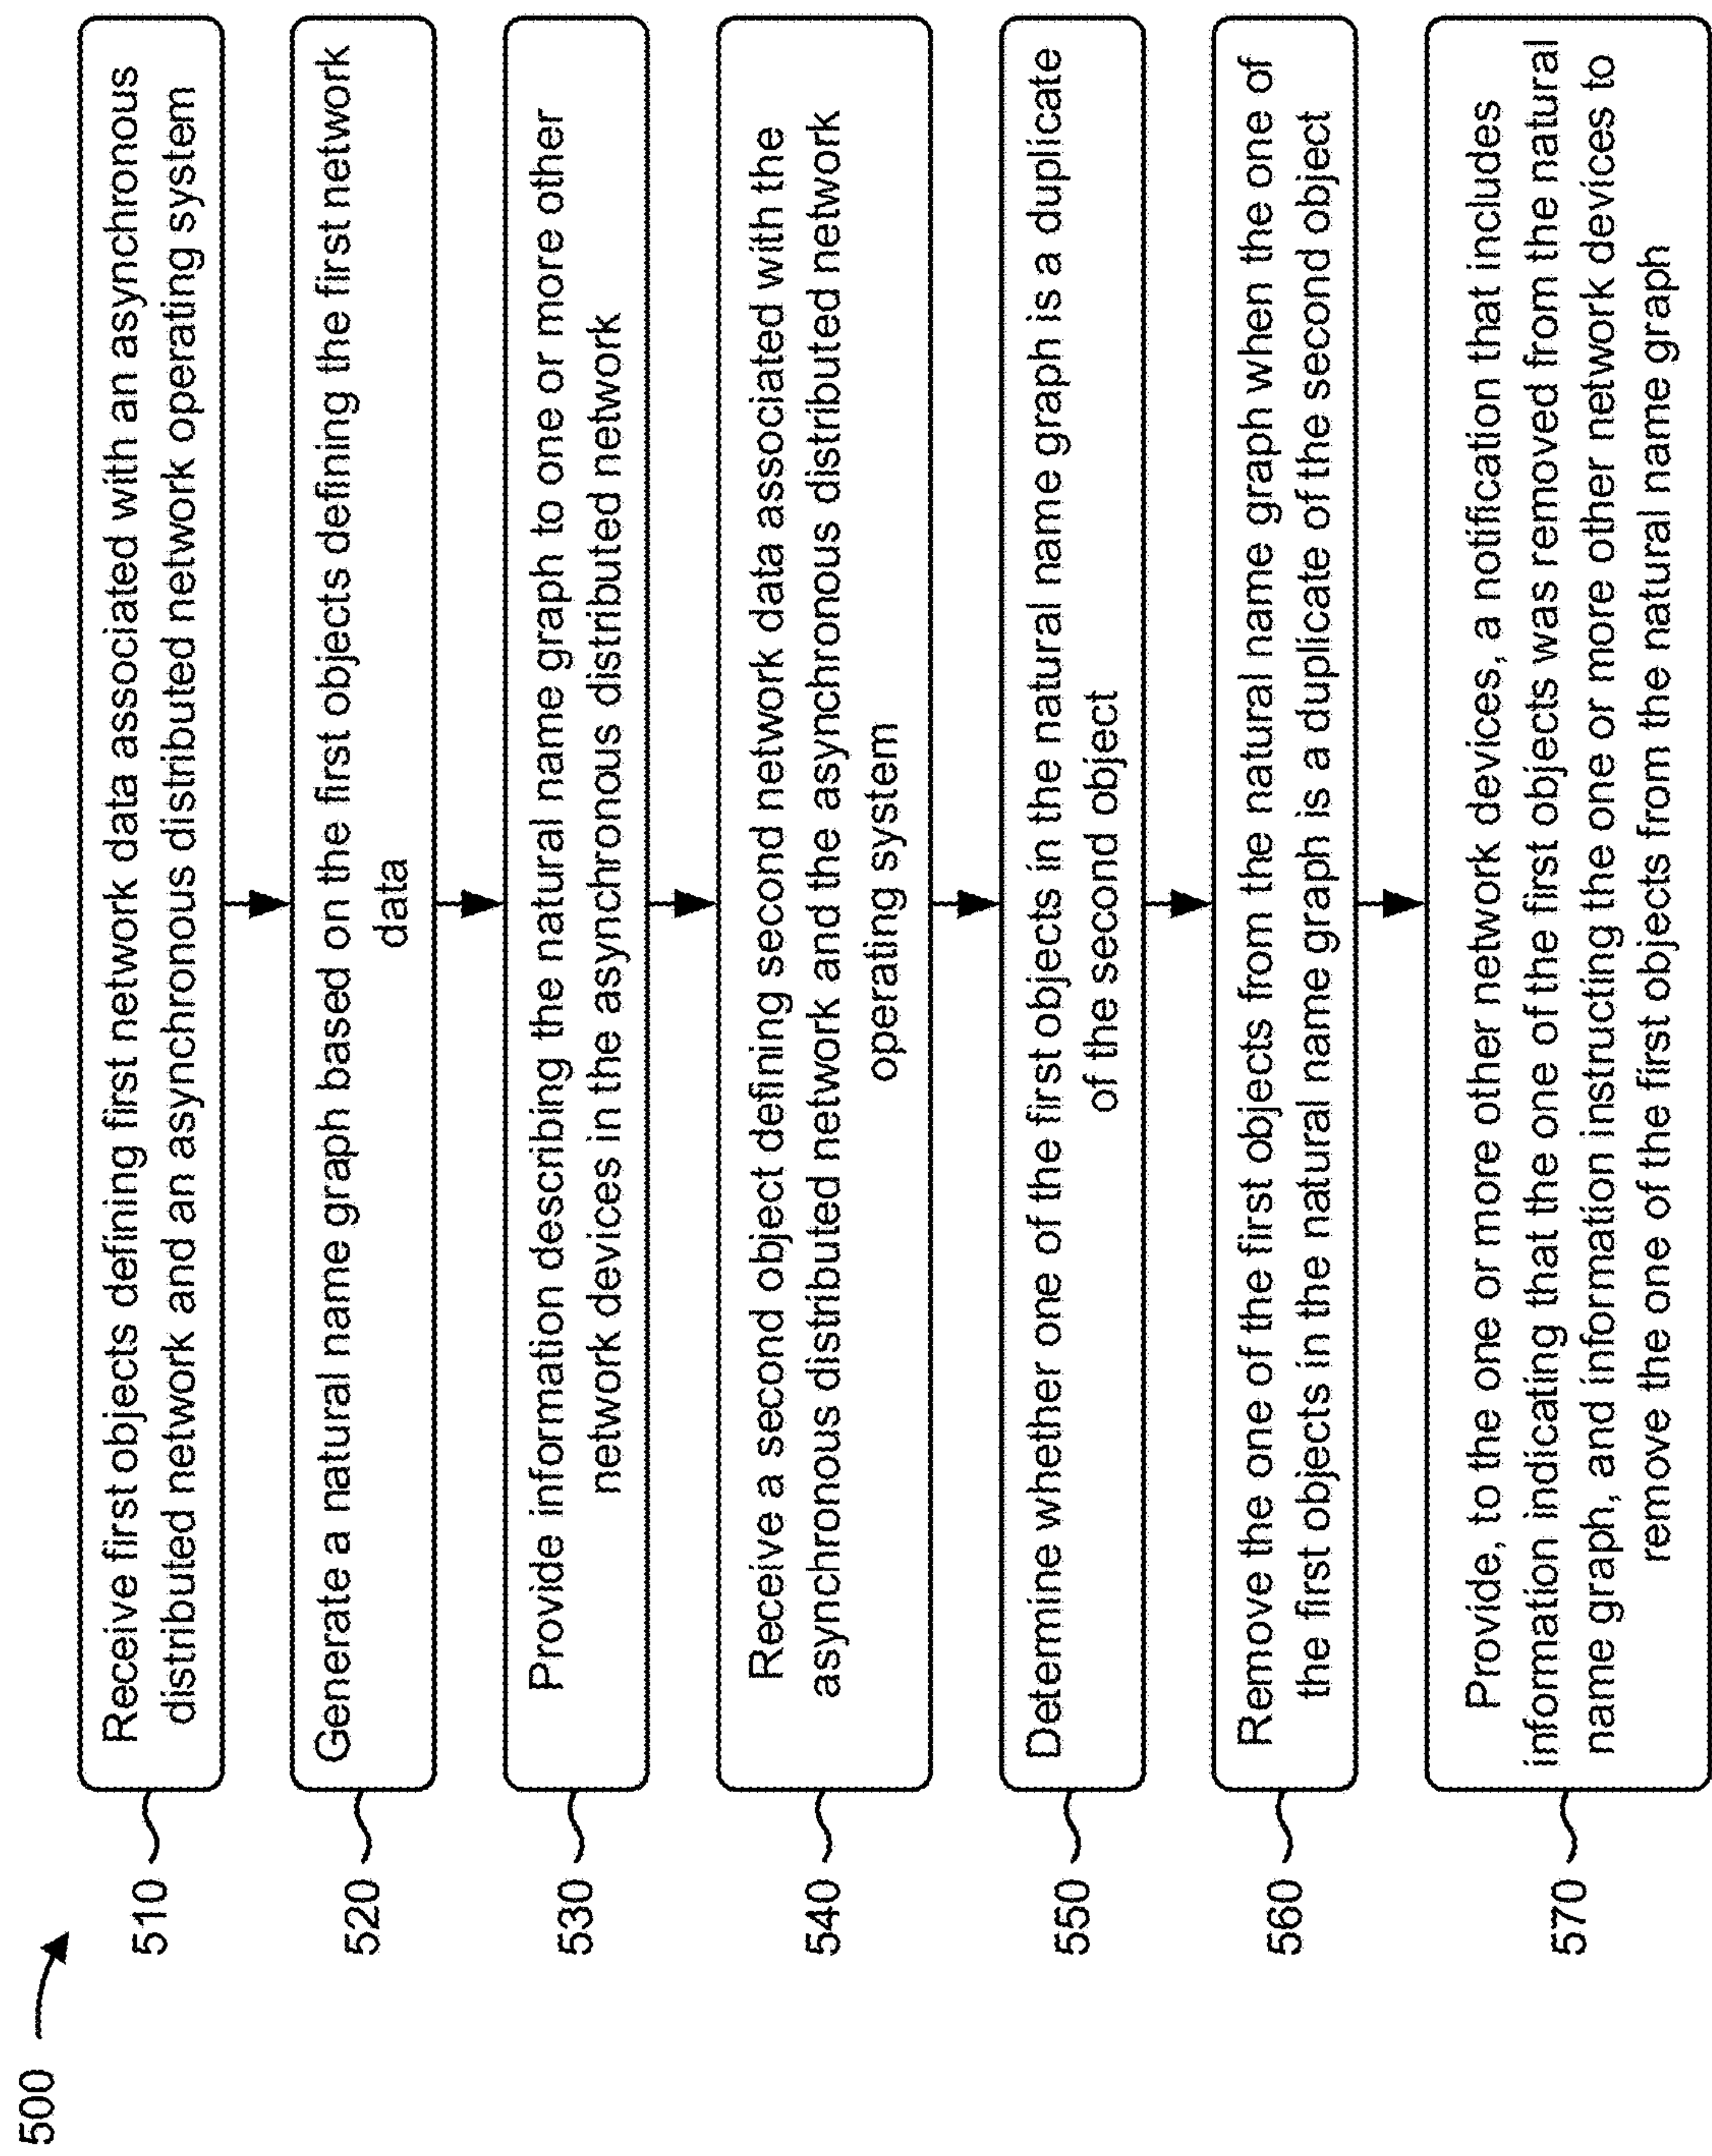 500
510
Receive first objects defining first network data associated with an asynchronous
distributed network and an asynchronous distributed network operating system
520
Generate a natural name graph based on the first objects defining the first network
data
530
Provide information describing the natural name graph to one or more other
network devices in the asynchronous distributed network
540
Receive a second object defining second network data associated with the
asynchronous distributed network and the asynchronous distributed network
operating system
550
Determine whether one of the first objects in the natural name graph is a duplicate
of the second object
560
Remove the one of the first objects from the natural name graph when the one of
the first objects in the natural name graph is a duplicate of the second object
570
Provide, to the one or more other network devices, a notification that includes
information indicating that the one of the first objects was removed from the natural
name graph, and information instructing the one or more other network devices to
remove the one of the first objects from the natural name graph